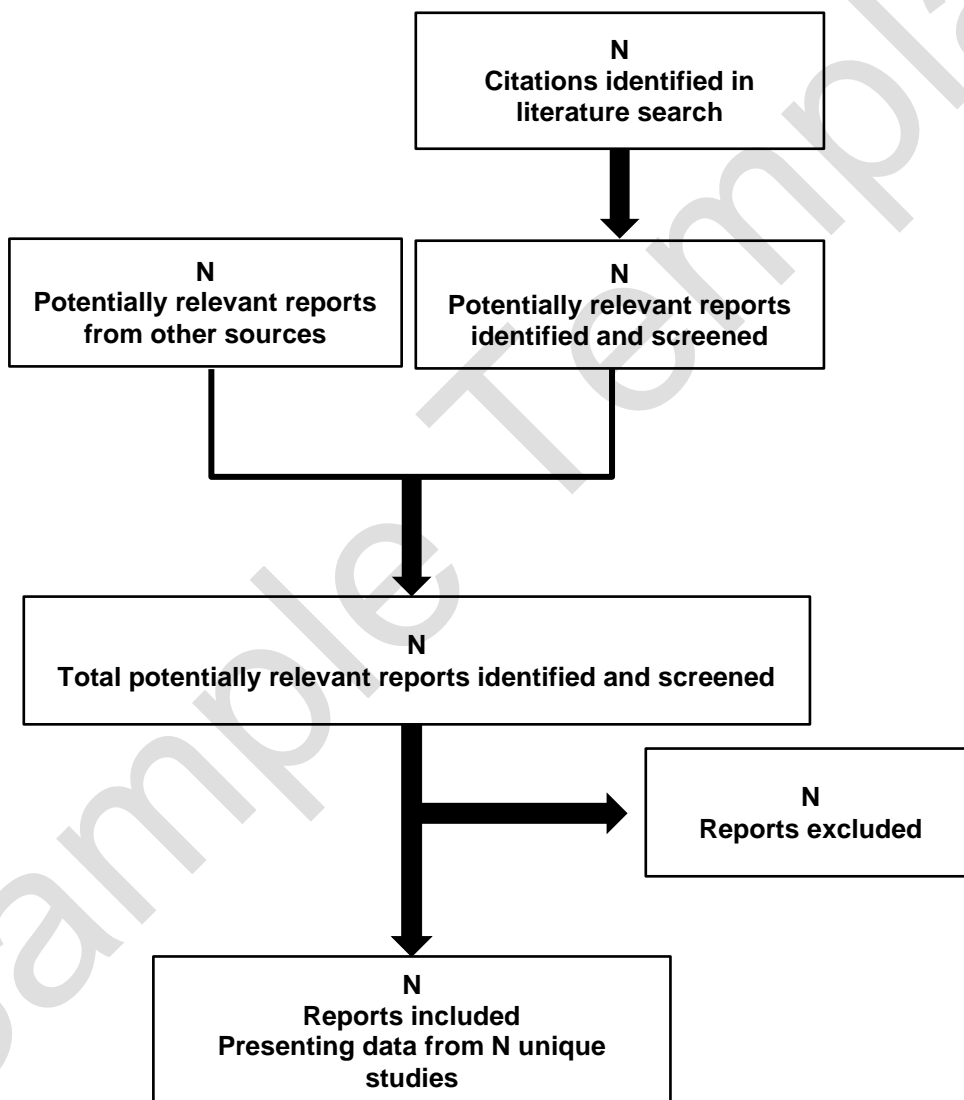 N
Citations identified in
literature search
N
Potentially relevant reports
from other sources
N
Potentially relevant reports
identified and screened
N
Total potentially relevant reports identified and screened
N
Reports excluded
N
Reports included
Presenting data from N unique
studies
Sample Template